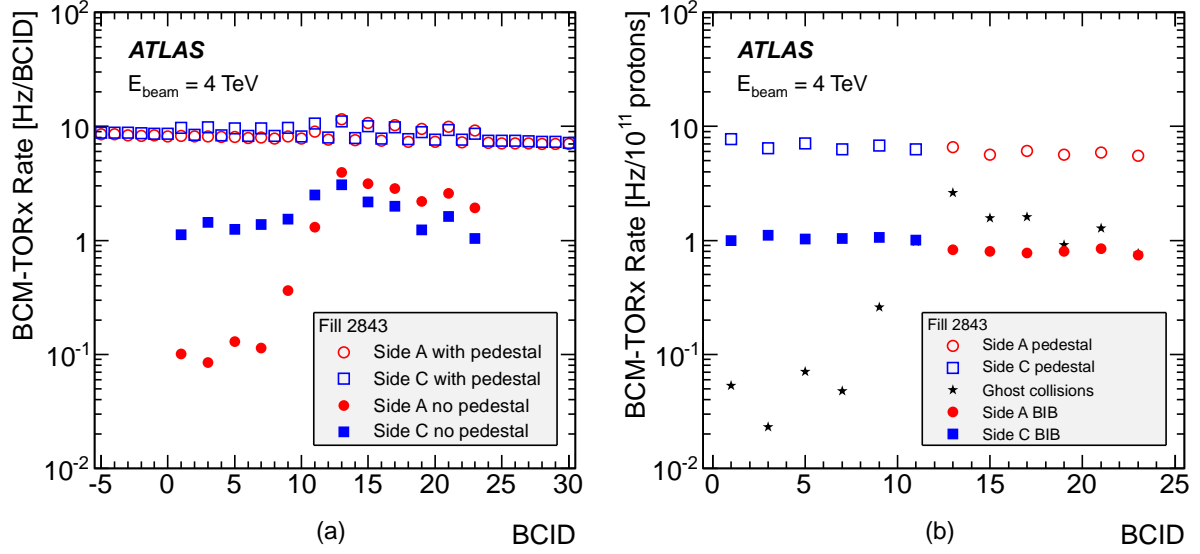 BCM-TORx Rate [Hz/BCID]
10²
10
1
10⁻¹
10⁻²
ATLAS
E_beam = 4 TeV
Fill 2843
Side A with pedestal
Side C with pedestal
Side A no pedestal
Side C no pedestal
-5 0 5 10 15 20 25 30
(a) BCID
BCM-TORx Rate [Hz/10¹¹ protons]
10²
10
1
10⁻¹
10⁻²
ATLAS
E_beam = 4 TeV
Fill 2843
Side A pedestal
Side C pedestal
Ghost collisions
Side A BIB
Side C BIB
0 5 10 15 20 25
(b) BCID